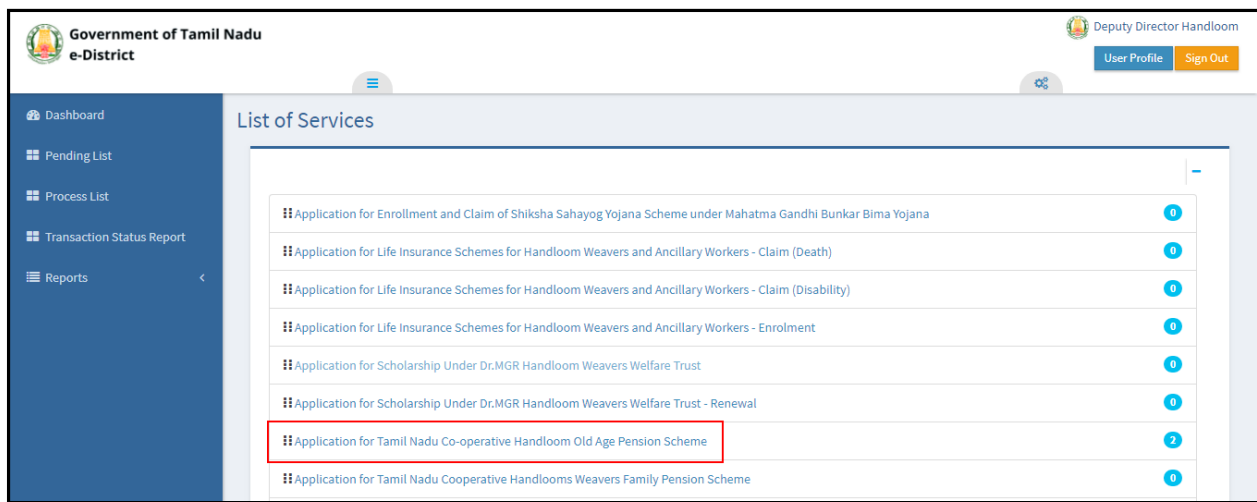 Government of Tamil Nadu
e-District
Deputy Director Handloom
User Profile
Sign Out
Dashboard
Pending List
Process List
Transaction Status Report
Reports
List of Services
Application for Enrollment and Claim of Shiksha Sahayog Yojana Scheme under Mahatma Gandhi Bunkar Bima Yojana 0
Application for Life Insurance Schemes for Handloom Weavers and Ancillary Workers - Claim (Death) 0
Application for Life Insurance Schemes for Handloom Weavers and Ancillary Workers - Claim (Disability) 0
Application for Life Insurance Schemes for Handloom Weavers and Ancillary Workers - Enrolment 0
Application for Scholarship Under Dr.MGR Handloom Weavers Welfare Trust 0
Application for Scholarship Under Dr.MGR Handloom Weavers Welfare Trust - Renewal 0
Application for Tamil Nadu Co-operative Handloom Old Age Pension Scheme 2
Application for Tamil Nadu Cooperative Handlooms Weavers Family Pension Scheme 0